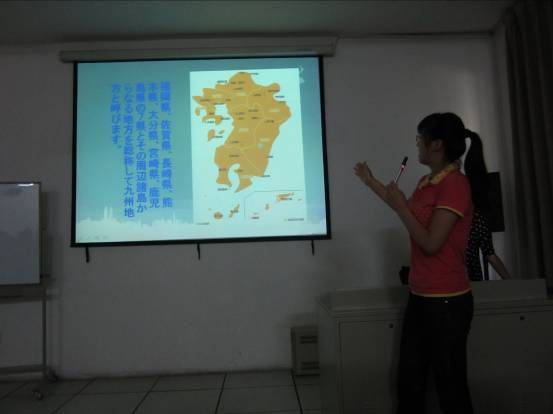 福岡県、佐賀県、長崎県、熊
本県、大分県、宮崎県、鹿児
島県の７県とその周辺諸島か
らなる地方を総称して九州地
方と呼びます。